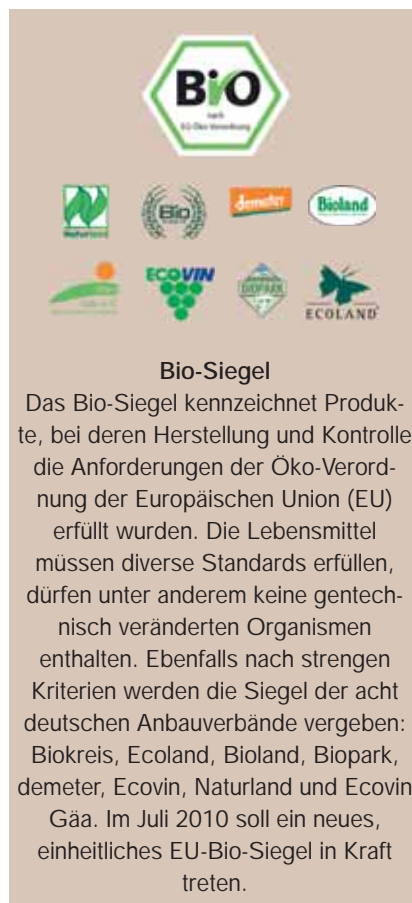 BiO
nach
EG-Öko-Verordnung
Naturland
Bio
demeter
Bioland
ECOVIN
BIOPARK
ECOLAND
Bio-Siegel
Das Bio-Siegel kennzeichnet Produk-
te, bei deren Herstellung und Kontrolle
die Anforderungen der Öko-Verord-
nung der Europäischen Union (EU)
erfüllt wurden. Die Lebensmittel
müssen diverse Standards erfüllen,
dürfen unter anderem keine gentech-
nisch veränderten Organismen
enthalten. Ebenfalls nach strengen
Kriterien werden die Siegel der acht
deutschen Anbauverbände vergeben:
Biokreis, Ecoland, Bioland, Biopark,
demeter, Ecovin, Naturland und Ecovin
Gäa. Im Juli 2010 soll ein neues,
einheitliches EU-Bio-Siegel in Kraft
treten.